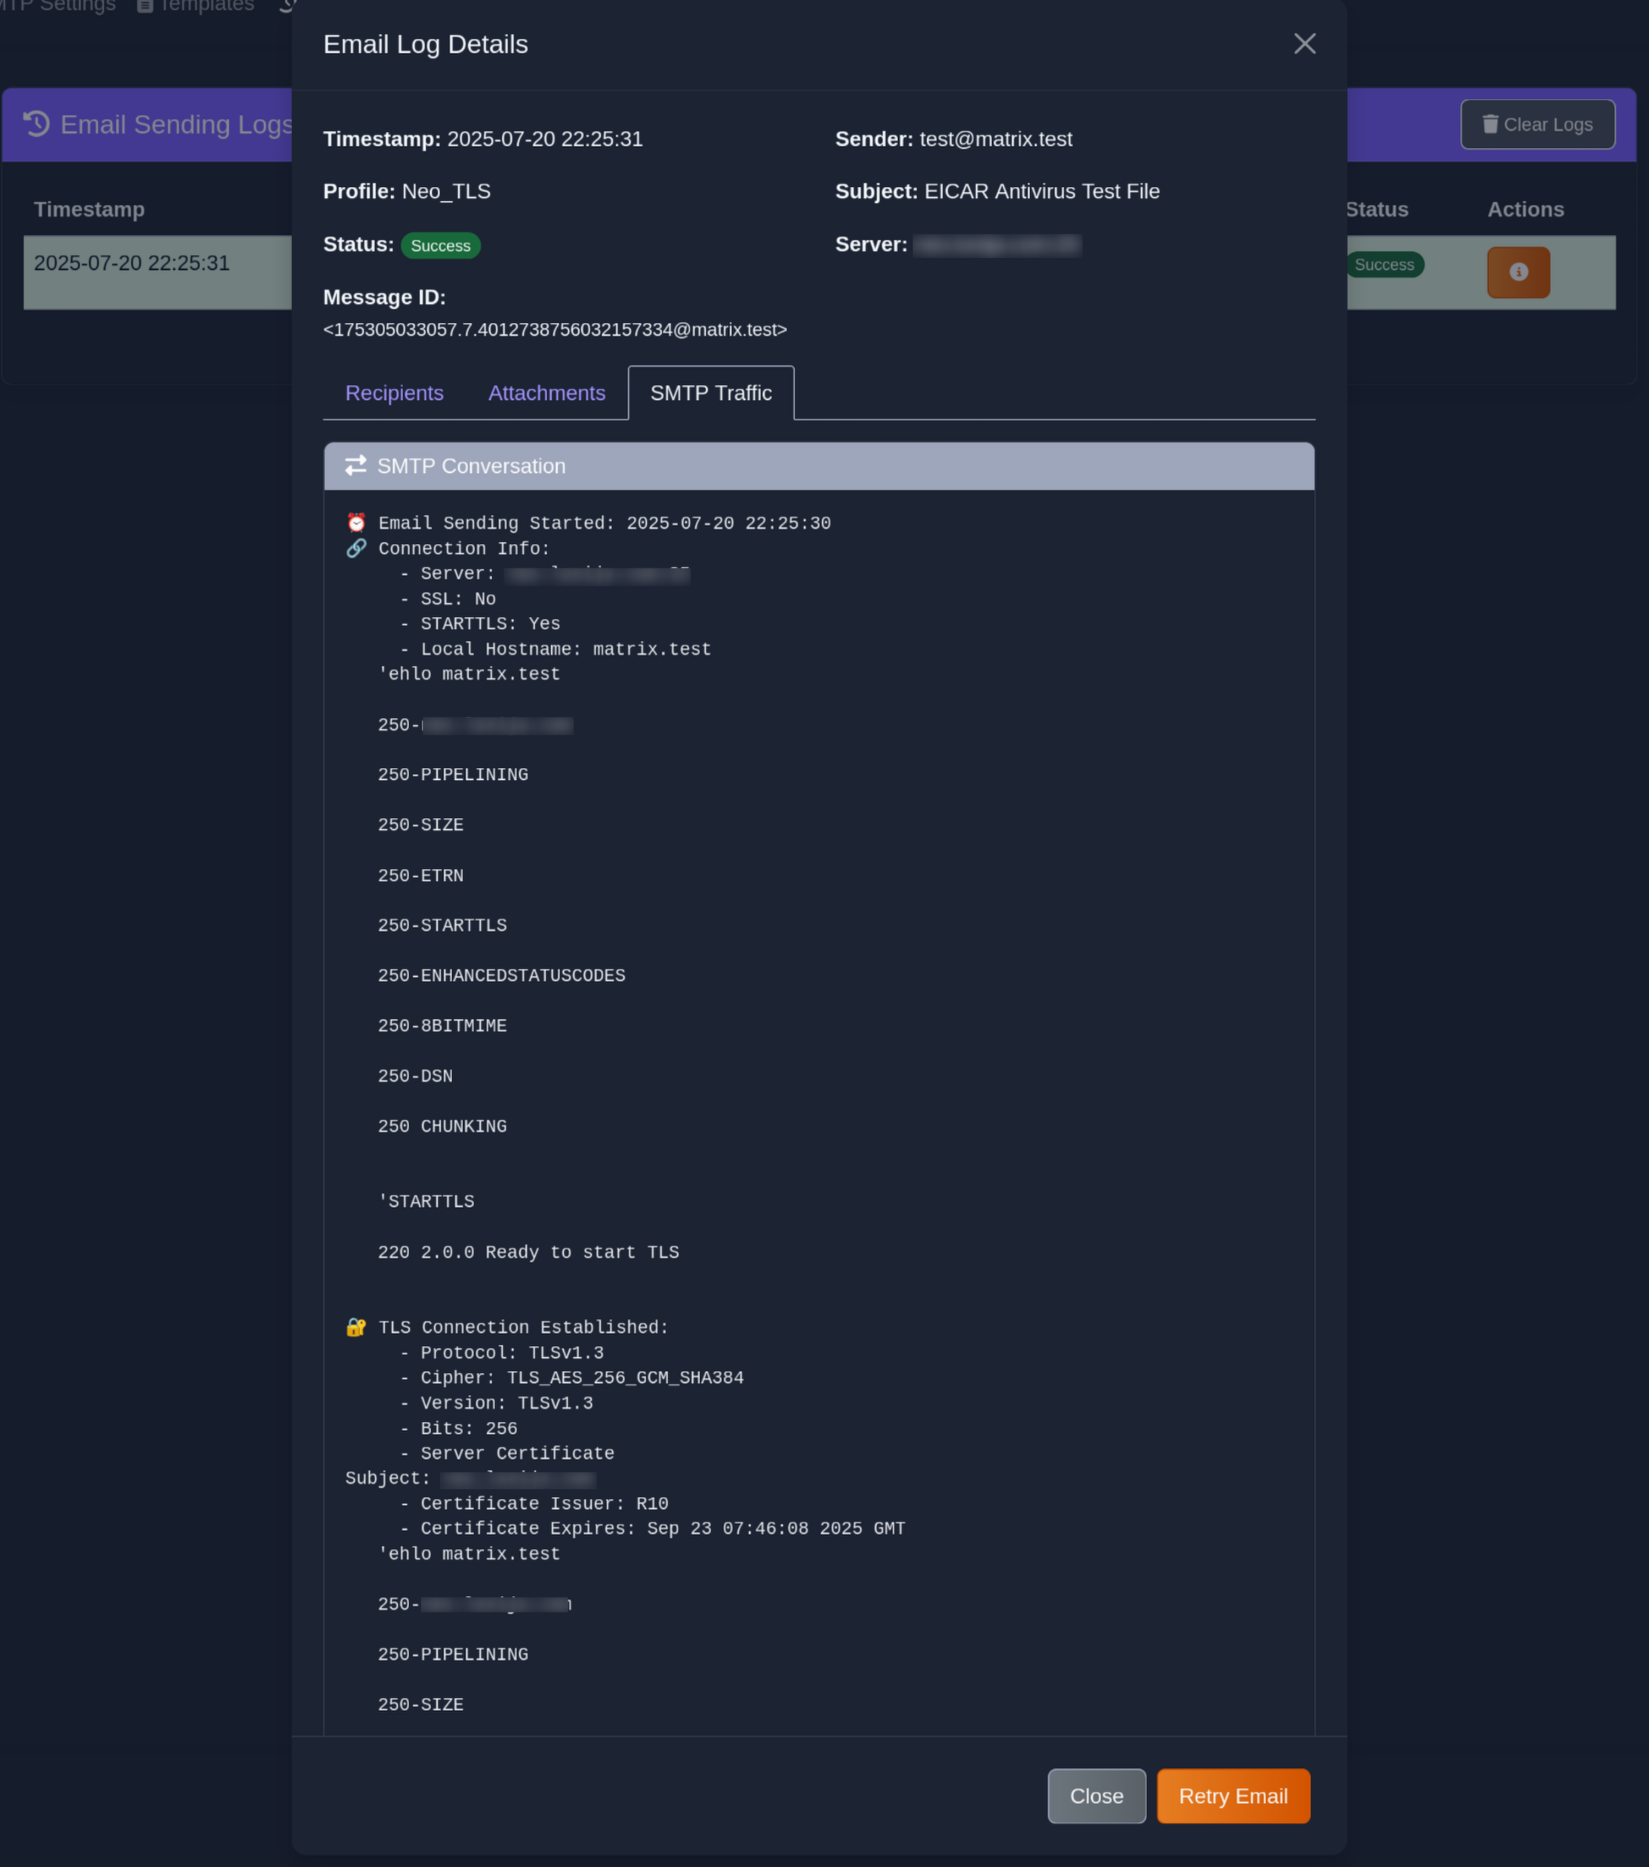 MTP Settings Templates
Email Log Details
Email Sending Logs
Clear Logs
Timestamp: 2025-07-20 22:25:31
Sender: test@matrix.test
Profile: Neo_TLS
Subject: EICAR Antivirus Test File
Timestamp
Status
Actions
Status: Success
Server:
2025-07-20 22:25:31
Success
Message ID:
<175305033057.7.4012738756032157334@matrix.test>
Recipients Attachments SMTP Traffic
SMTP Conversation
Email Sending Started: 2025-07-20 22:25:30
Connection Info:
- Server:
- SSL: No
- STARTTLS: Yes
- Local Hostname: matrix.test
'ehlo matrix.test
250-
250-PIPELINING
250-SIZE
250-ETRN
250-STARTTLS
250-ENHANCEDSTATUSCODES
250-8BITMIME
250-DSN
250 CHUNKING
'STARTTLS
220 2.0.0 Ready to start TLS
TLS Connection Established:
- Protocol: TLSv1.3
- Cipher: TLS_AES_256_GCM_SHA384
- Version: TLSv1.3
- Bits: 256
- Server Certificate
Subject:
- Certificate Issuer: R10
- Certificate Expires: Sep 23 07:46:08 2025 GMT
'ehlo matrix.test
250-
250-PIPELINING
250-SIZE
Close
Retry Email